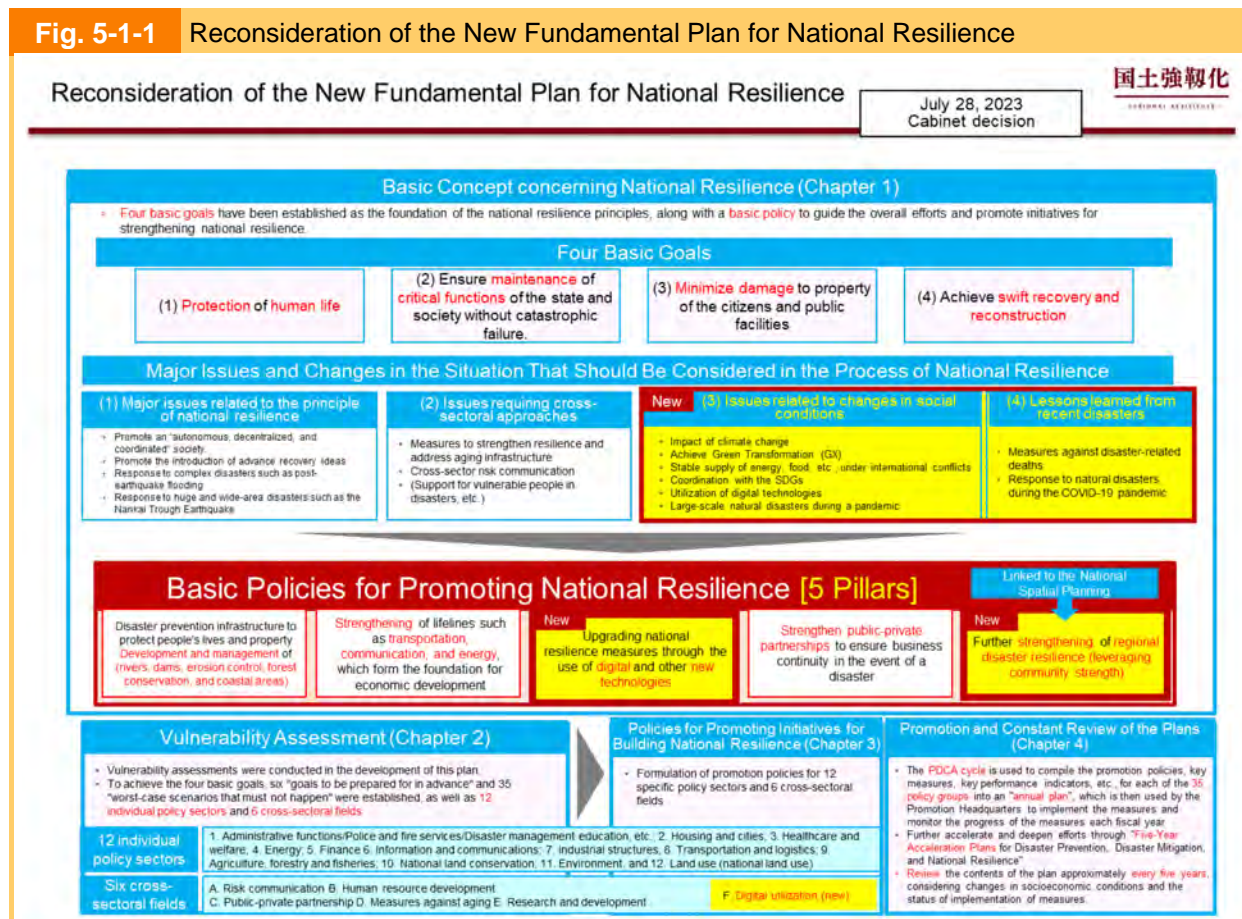 Fig. 5-1-1
Reconsideration of the New Fundamental Plan for National Resilience
Reconsideration of the New Fundamental Plan for National Resilience
July 28, 2023
Cabinet decision
国土強靱化
NATIONAL RESILIENCE
Basic Concept concerning National Resilience (Chapter 1)
Four basic goals have been established as the foundation of the national resilience principles, along with a basic policy to guide the overall efforts and promote initiatives for
strengthening national resilience.
Four Basic Goals
(1) Protection of human life
(2) Ensure maintenance of
critical functions of the state and
society without catastrophic
failure.
(3) Minimize damage to property
of the citizens and public
facilities
(4) Achieve swift recovery and
reconstruction
Major Issues and Changes in the Situation That Should Be Considered in the Process of National Resilience
(1) Major issues related to the principle
of national resilience
• Promote an "autonomous, decentralized, and
coordinated" society.
• Promote the introduction of advance recovery ideas
• Response to complex disasters such as post-
earthquake flooding
• Response to huge and wide-area disasters such as the
Nankai Trough Earthquake
(2) Issues requiring cross-
sectoral approaches
• Measures to strengthen resilience and
address aging infrastructure
• Cross-sector risk communication
• (Support for vulnerable people in
disasters, etc.)
New
(3) Issues related to changes in social
conditions
• Impact of climate change
• Achieve Green Transformation (GX)
• Stable supply of energy, food, etc., under international conflicts
• Coordination with the SDGs
• Utilization of digital technologies
• Large-scale natural disasters during a pandemic
(4) Lessons learned from
recent disasters
• Measures against disaster-related
deaths
• Response to natural disasters
during the COVID-19 pandemic
Basic Policies for Promoting National Resilience [5 Pillars]
Linked to the National
Spatial Planning
Disaster prevention infrastructure to
protect people's lives and property
Development and management of
(rivers, dams, erosion control, forest
conservation, and coastal areas)
Strengthening of lifelines such
as transportation,
communication, and energy,
which form the foundation for
economic development
New
Upgrading national
resilience measures through the
use of digital and other new
technologies
Strengthen public-private
partnerships to ensure business
continuity in the event of a
disaster
New
Further strengthening of regional
disaster resilience (leveraging
community strength)
Vulnerability Assessment (Chapter 2)
• Vulnerability assessments were conducted in the development of this plan.
• To achieve the four basic goals, six "goals to be prepared for in advance" and 35
"worst-case scenarios that must not happen" were established, as well as 12
individual policy sectors and 6 cross-sectoral fields
Policies for Promoting Initiatives for
Building National Resilience (Chapter 3)
• Formulation of promotion policies for 12
specific policy sectors and 6 cross-sectoral
fields
Promotion and Constant Review of the Plans
(Chapter 4)
• The PDCA cycle is used to compile the promotion policies, key
measures, key performance indicators, etc., for each of the 35
policy groups into an "annual plan", which is then used by the
Promotion Headquarters to implement the measures and
monitor the progress of the measures each fiscal year
• Further accelerate and deepen efforts through "Five-Year
Acceleration Plans for Disaster Prevention, Disaster Mitigation,
and National Resilience"
• Review the contents of the plan approximately every five years,
considering changes in socioeconomic conditions and the
status of implementation of measures.
12 individual
policy sectors
1. Administrative functions/Police and fire services/Disaster management education, etc.; 2. Housing and cities; 3. Healthcare and
welfare; 4. Energy; 5. Finance 6. Information and communications; 7. Industrial structures; 8. Transportation and logistics; 9.
Agriculture, forestry and fisheries; 10. National land conservation; 11. Environment; and 12. Land use (national land use)
Six cross-
sectoral fields
A. Risk communication B. Human resource development
C. Public-private partnership D. Measures against aging E. Research and development
F. Digital utilization (new)